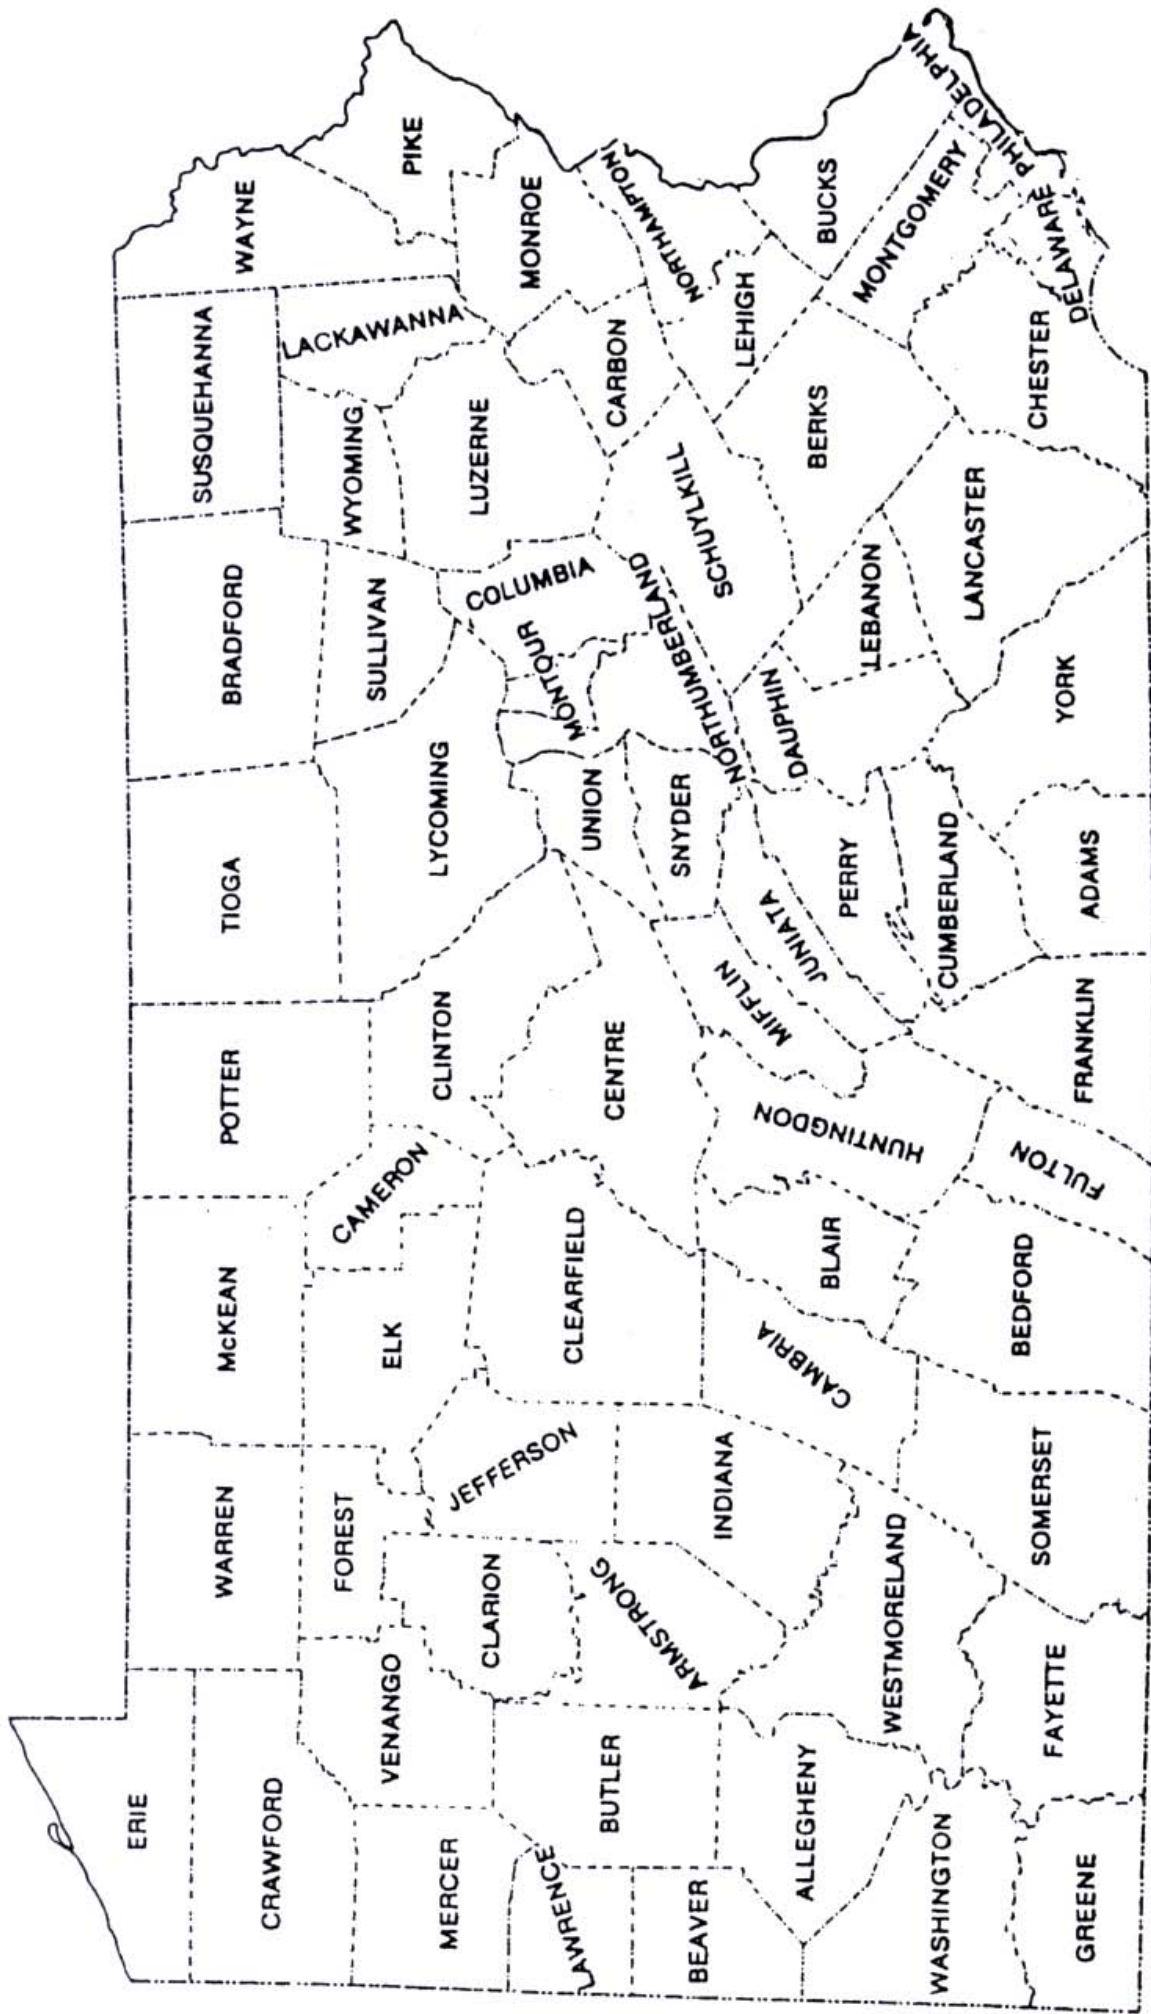 ERIE
CRAWFORD
WARREN
McKEAN
POTTER
TIOGA
BRADFORD
SUSQUEHANNA
WAYNE
PIKE
LACKAWANNA
WYOMING
SULLIVAN
LYCOMING
CLINTON
CAMERON
ELK
FOREST
VENANGO
MERCER
LAWRENCE
BUTLER
CLARION
JEFFERSON
CLEARFIELD
CENTRE
UNION
MONTOUR
COLUMBIA
LUZERNE
MONROE
CARBON
NORTHAMPTON
LEHIGH
SCHUYLKILL
NORTHUMBERLAND
SNYDER
MIFFLIN
JUNIATA
HUNTINGDON
BLAIR
CAMBRIA
INDIANA
ARMSTRONG
BEAVER
ALLEGHENY
WESTMORELAND
PERRY
DAUPHIN
LEBANON
BERKS
BUCKS
MONTGOMERY
PHILADELPHIA
DELAWARE
CHESTER
LANCASTER
YORK
CUMBERLAND
ADAMS
FRANKLIN
FULTON
BEDFORD
SOMERSET
FAYETTE
WASHINGTON
GREENE